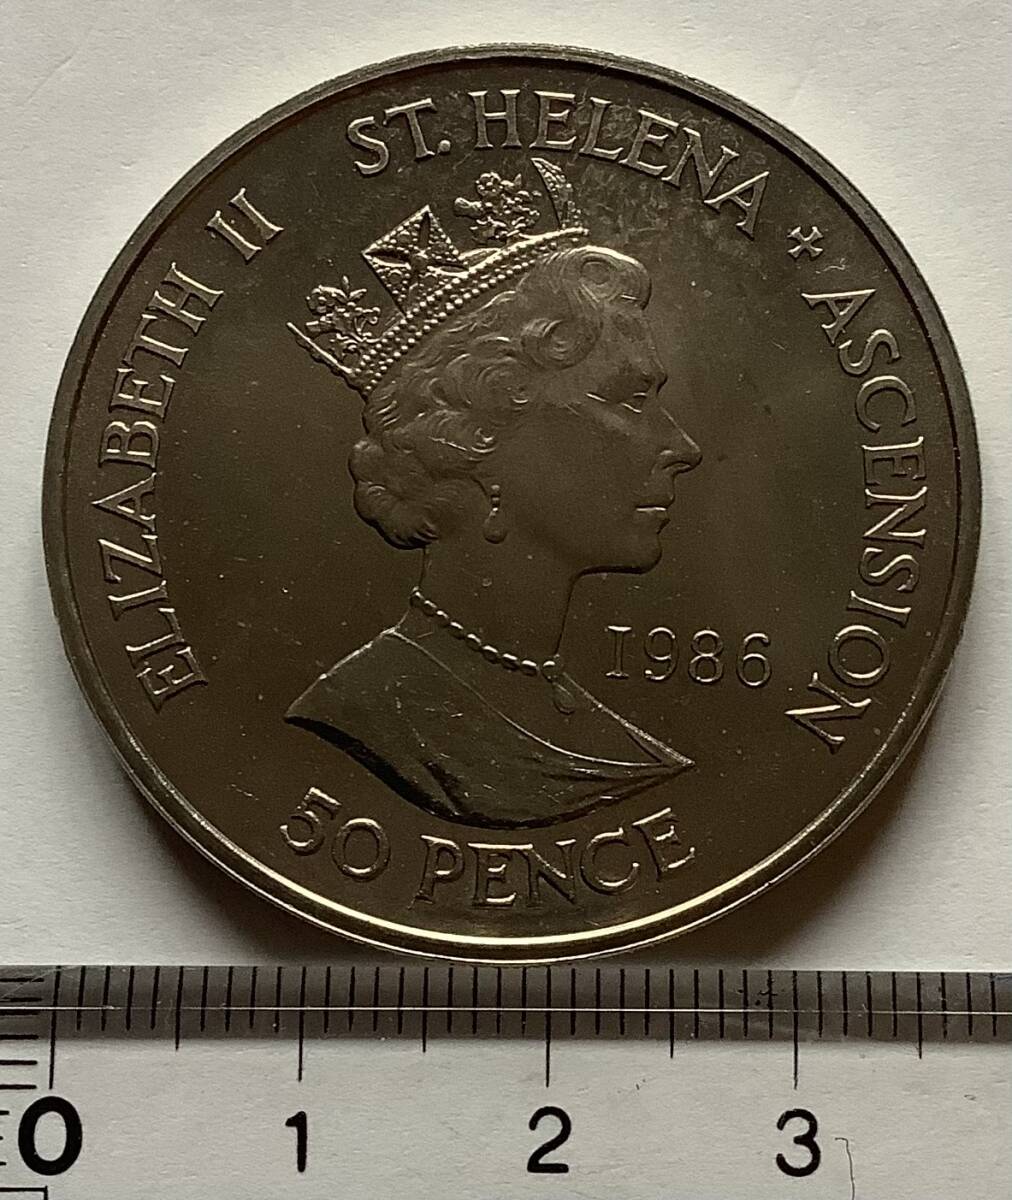 ELIZABETH II ST. HELENA * ASCENSION
1986
50 PENCE
0 1 2 3